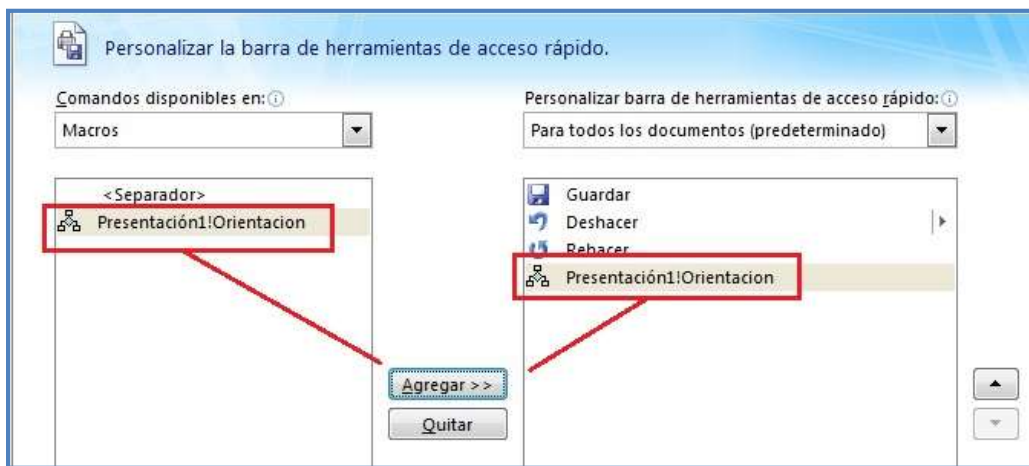 Personalizar la barra de herramientas de acceso rápido.
Comandos disponibles en:
Macros
<Separador>
Presentación1!Orientacion
Personalizar barra de herramientas de acceso rápido:
Para todos los documentos (predeterminado)
Guardar
Deshacer
Rehacer
Presentación1!Orientacion
Agregar >>
Quitar